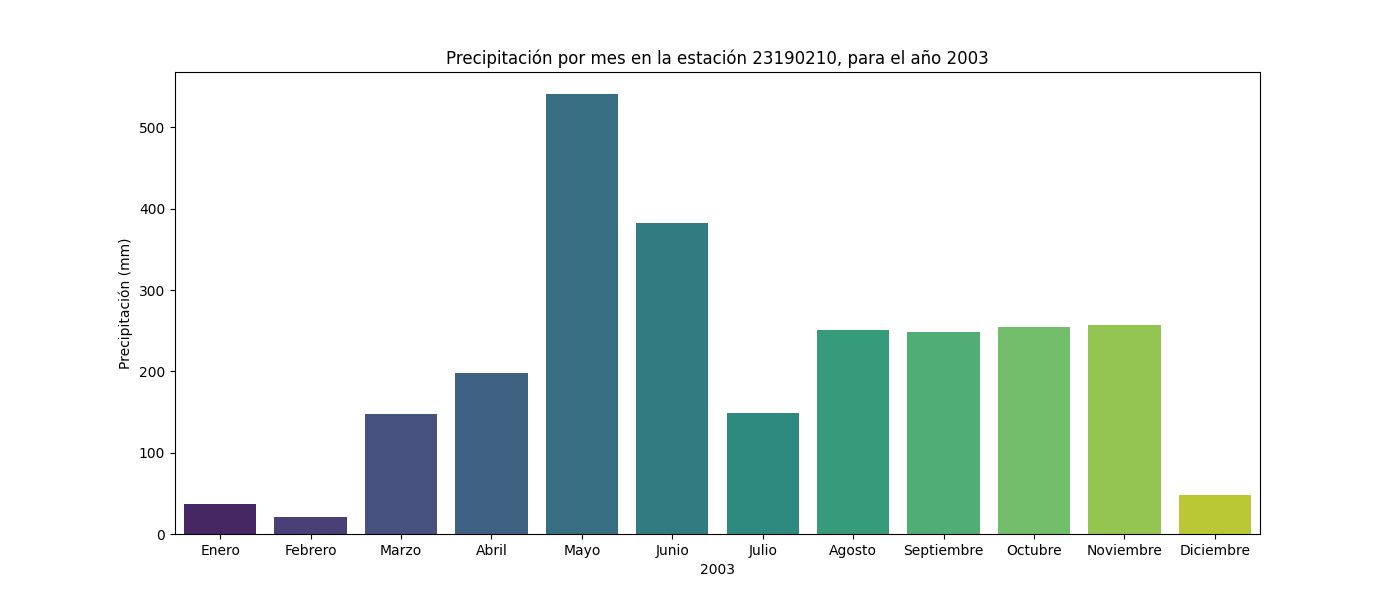 Precipitación por mes en la estación 23190210, para el año 2003
Precipitación (mm)
500
400
300
200
100
0
Enero Febrero Marzo Abril Mayo Junio Julio Agosto Septiembre Octubre Noviembre Diciembre
2003